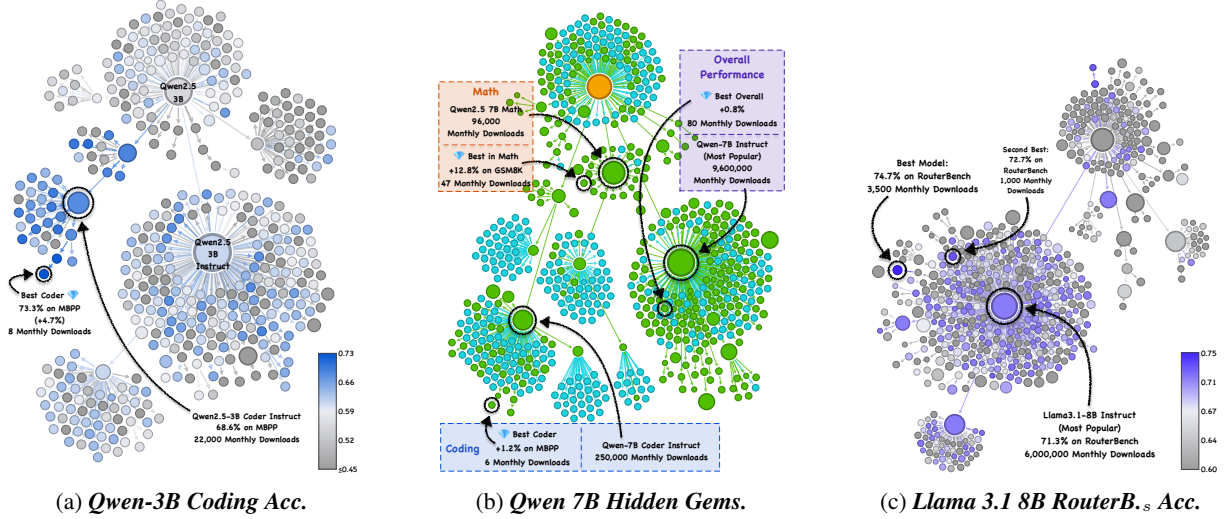 Qwen2.5
3B
Qwen2.5
3B
Instruct
Best Coder
73.3% on MBPP
(+4.7%)
8 Monthly Downloads
Qwen2.5-3B Coder Instruct
68.6% on MBPP
22,000 Monthly Downloads
0.73
0.66
0.59
0.52
≤0.45
(a) Qwen-3B Coding Acc.
Math
Qwen2.5 7B Math
96,000
Monthly Downloads
Best in Math
+12.8% on GSM8K
47 Monthly Downloads
Overall
Performance
Best Overall
+0.8%
80 Monthly Downloads
Qwen-7B Instruct
(Most Popular)
9,600,000
Monthly Downloads
Coding
Best Coder
+1.2% on MBPP
6 Monthly Downloads
Qwen-7B Coder Instruct
250,000 Monthly Downloads
(b) Qwen 7B Hidden Gems.
Best Model:
74.7% on RouterBench
3,500 Monthly Downloads
Second Best:
72.7% on
RouterBench
1,000 Monthly
Downloads
Llama3.1-8B Instruct
(Most Popular)
71.3% on RouterBench
6,000,000 Monthly Downloads
0.75
0.71
0.67
0.64
0.60
(c) Llama 3.1 8B RouterB.s Acc.